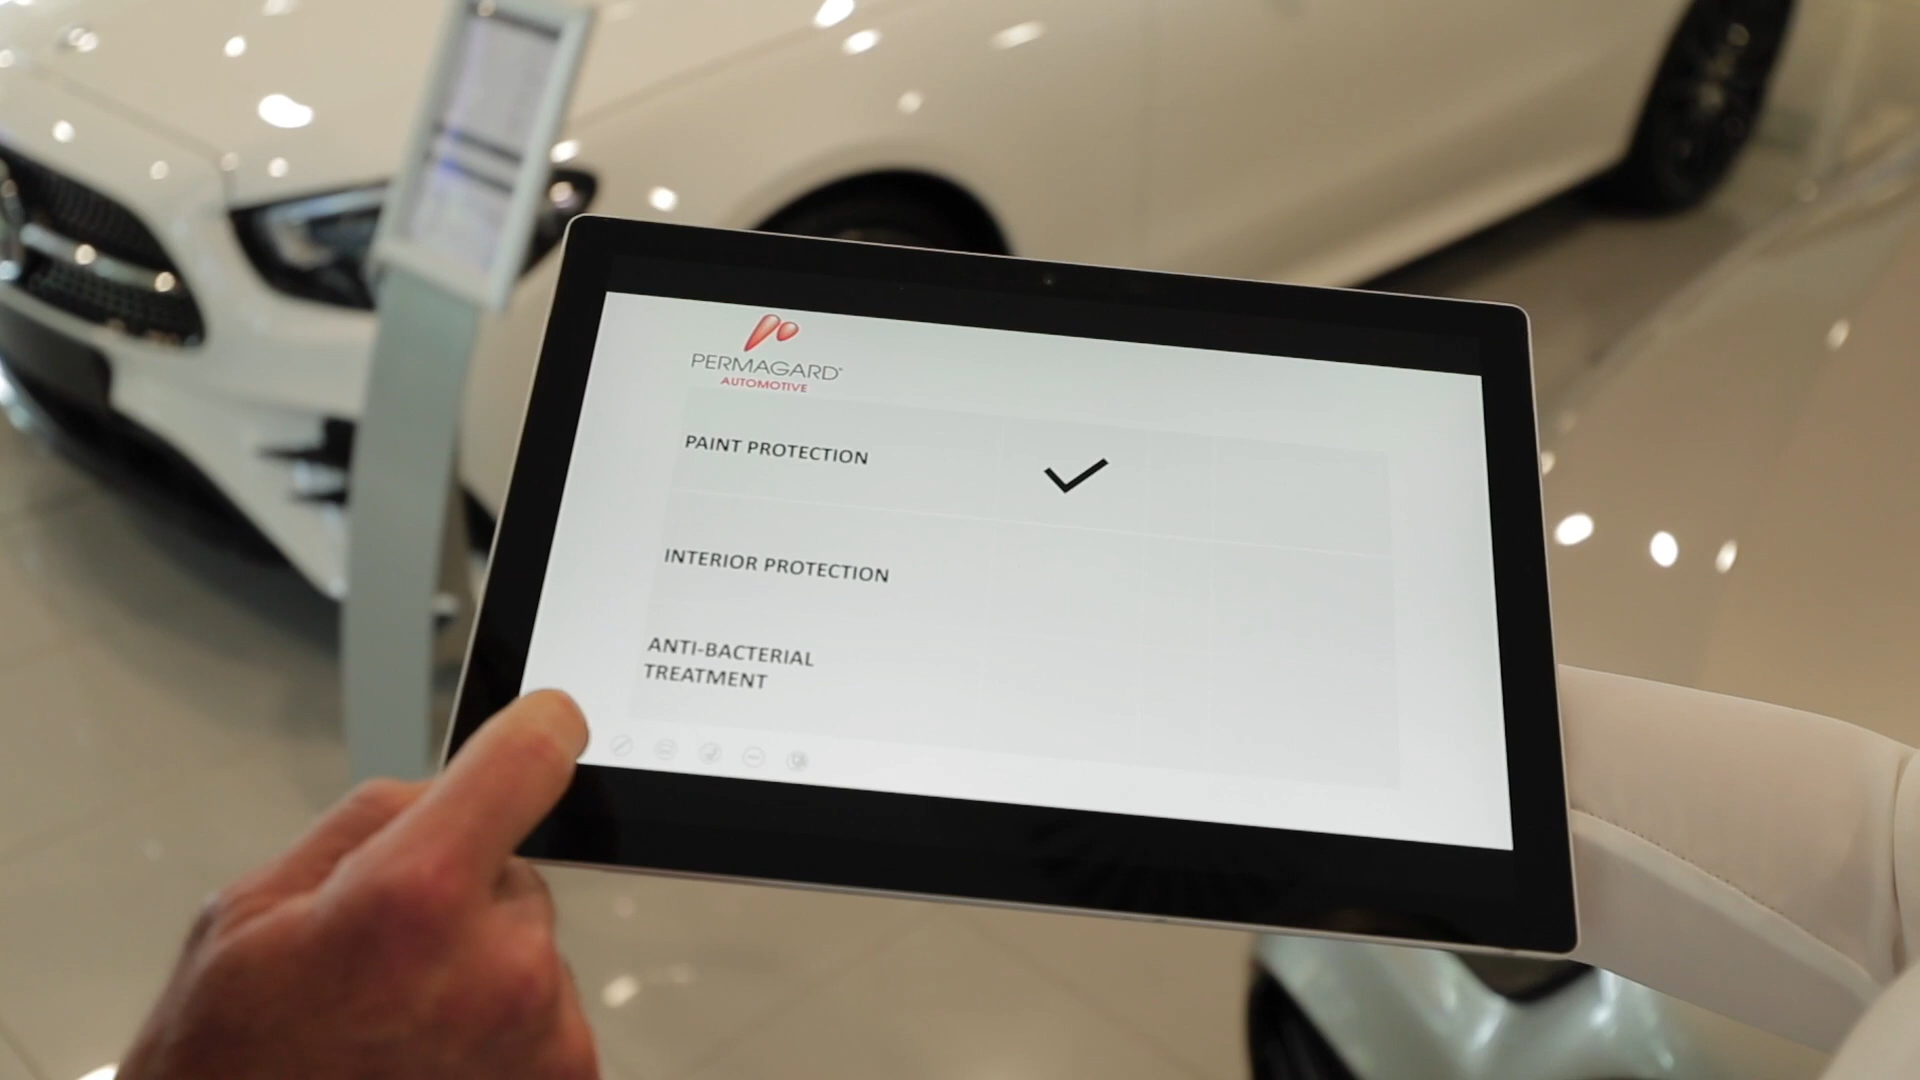 PERMAGARD
AUTOMOTIVE
PAINT PROTECTION
INTERIOR PROTECTION
ANTI-BACTERIAL
TREATMENT